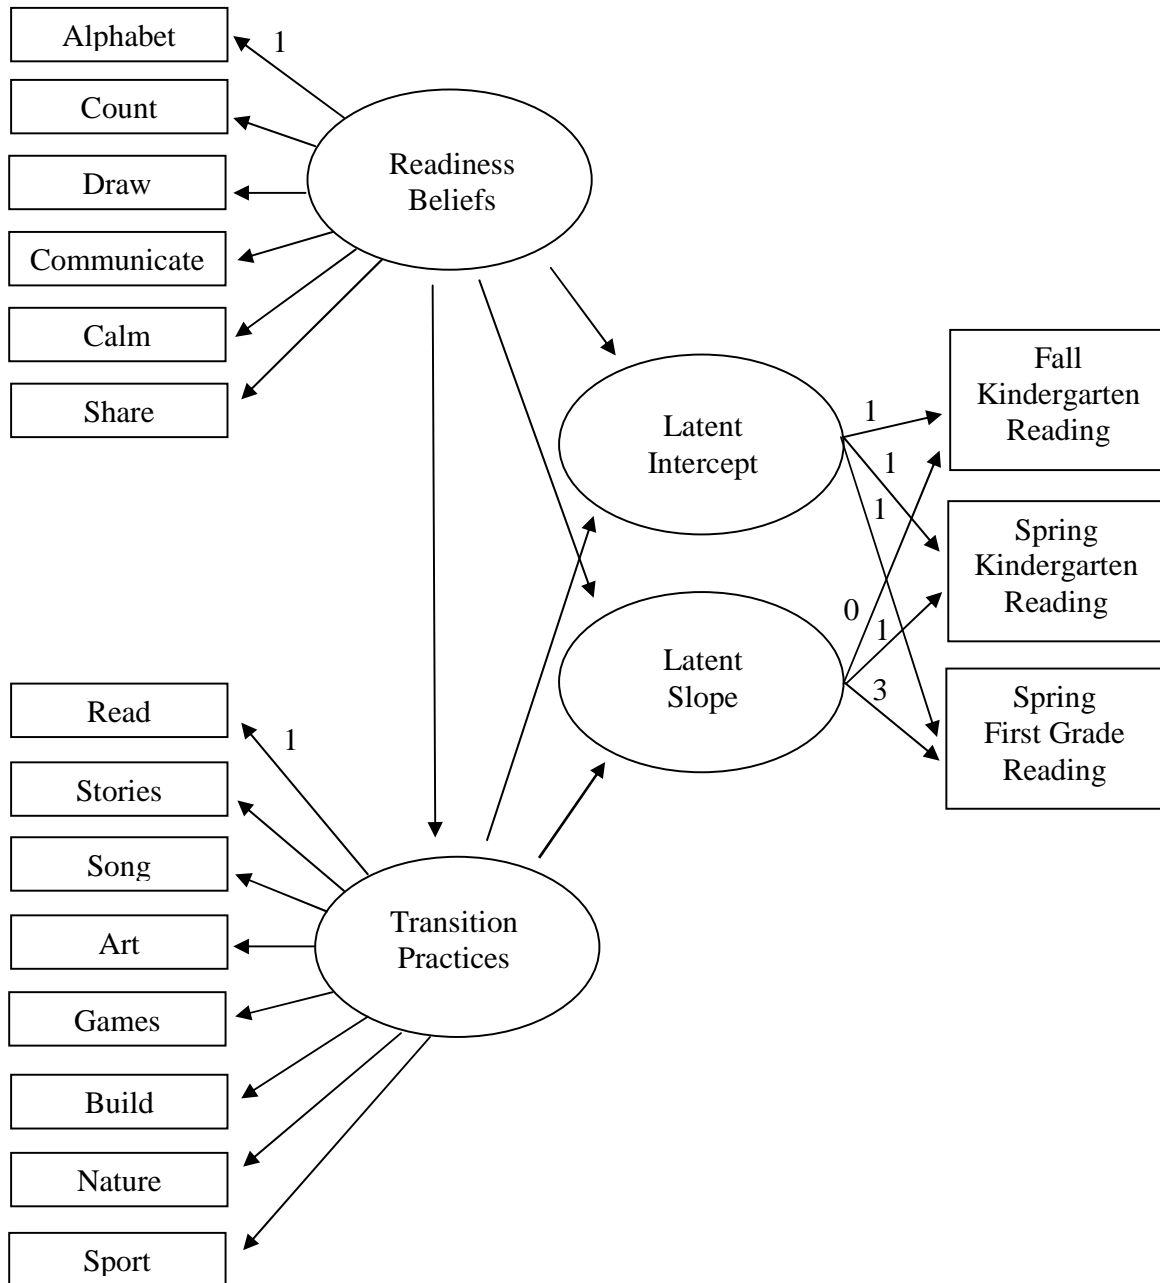 Alphabet
1
Count
Draw
Communicate
Calm
Share
Readiness
Beliefs
Latent
Intercept
Latent
Slope
1
1
1
0
1
3
Fall
Kindergarten
Reading
Spring
Kindergarten
Reading
Spring
First Grade
Reading
Read
1
Stories
Song
Art
Games
Build
Nature
Sport
Transition
Practices